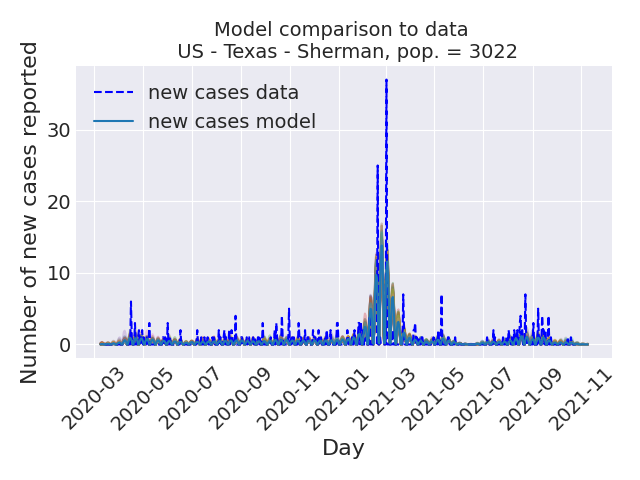 Model comparison to data
US - Texas - Sherman, pop. = 3022
new cases data
new cases model
Number of new cases reported
30
20
10
0
2020-03
2020-05
2020-07
2020-09
2020-11
2021-01
2021-03
2021-05
2021-07
2021-09
2021-11
Day